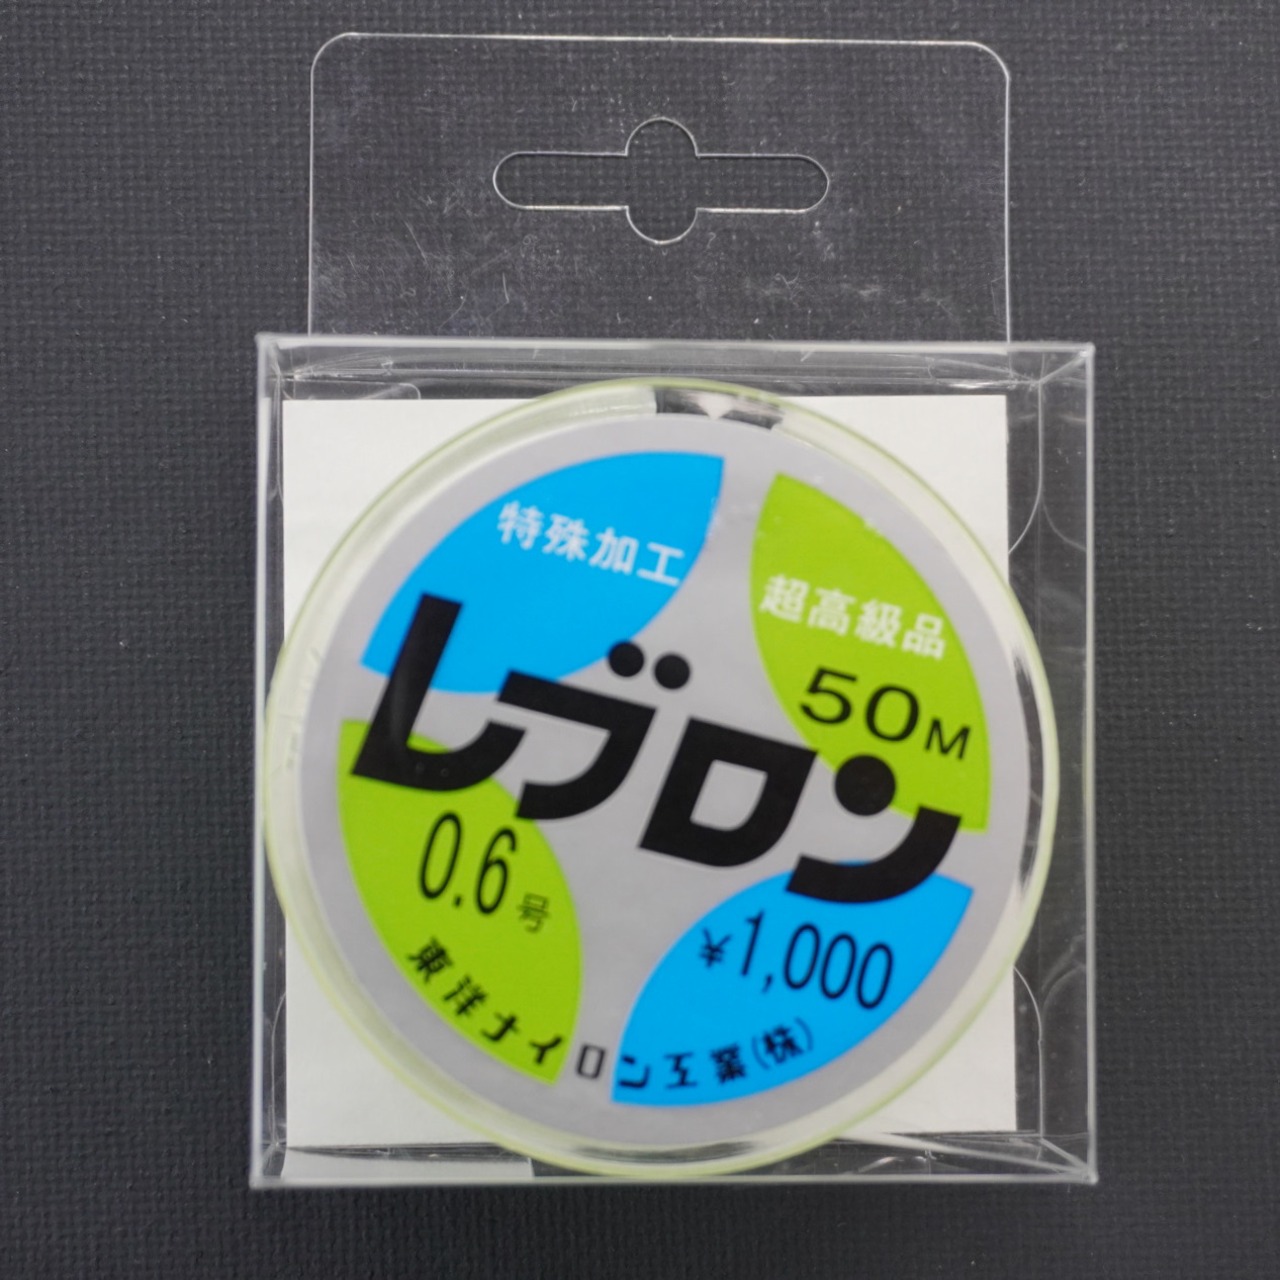 特殊加工
超高級品
50M
レブロン
0.6号
¥1,000
東洋ナイロン工業(株)